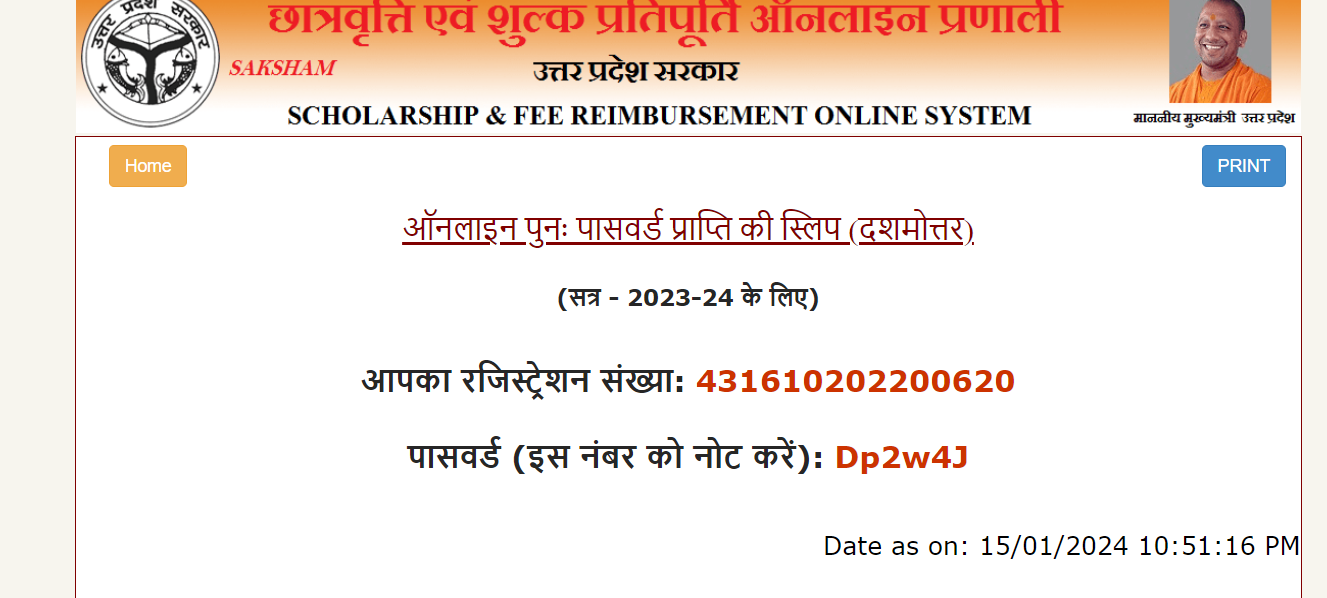 उत्तर प्रदेश सरकार
छात्रवृत्ति एवं शुल्क प्रतिपूर्ति ऑनलाइन प्रणाली
SAKSHAM
उत्तर प्रदेश सरकार
SCHOLARSHIP & FEE REIMBURSEMENT ONLINE SYSTEM
माननीय मुख्यमंत्री उत्तर प्रदेश
Home
PRINT
ऑनलाइन पुनः पासवर्ड प्राप्ति की स्लिप (दशमोत्तर)
(सत्र - 2023-24 के लिए)
आपका रजिस्ट्रेशन संख्या: 431610202200620
पासवर्ड (इस नंबर को नोट करें): Dp2w4J
Date as on: 15/01/2024 10:51:16 PM